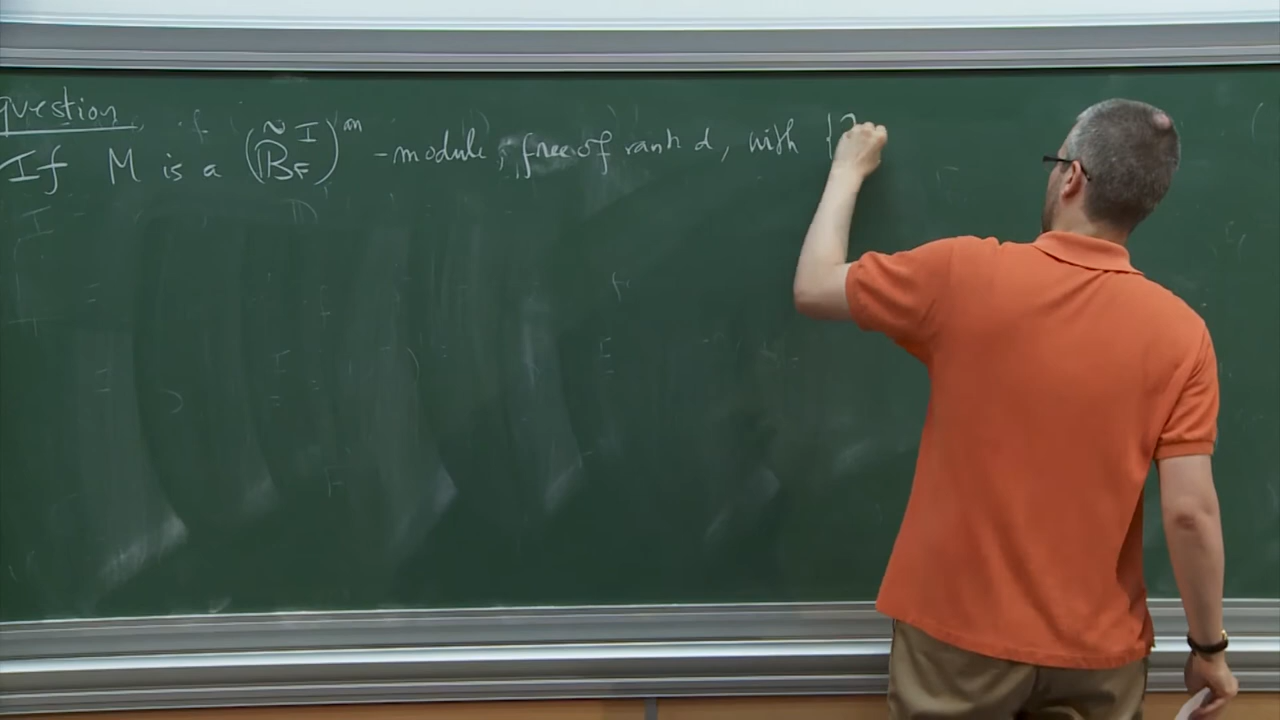 question
If M is a (B̃_F^I)^an -module, free of rank d, with {∂